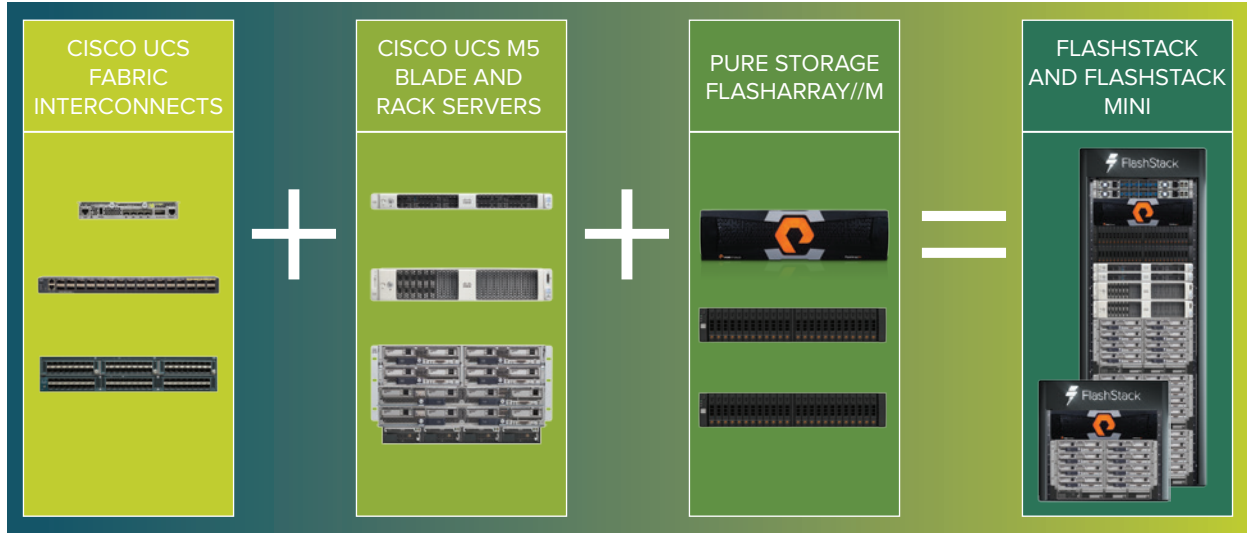 CISCO UCS
FABRIC
INTERCONNECTS
CISCO UCS M5
BLADE AND
RACK SERVERS
PURE STORAGE
FLASHARRAY//M
FLASHSTACK
AND FLASHSTACK
MINI
FlashStack
FlashStack